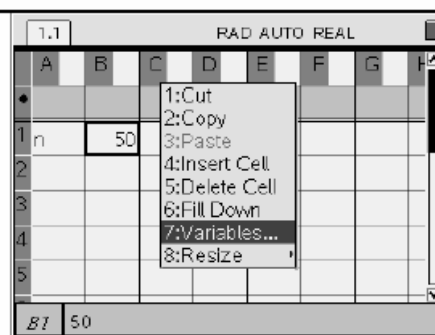 1.1 RAD AUTO REAL
A B C D E F G H
1:Cut
2:Copy
1 n 50 3:Paste
4:Insert Cell
2 5:Delete Cell
3 6:Fill Down
4 7:Variables...
8:Resize
5
B1 50